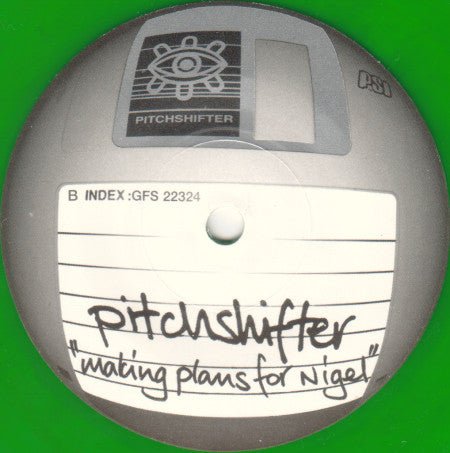 PSI
PITCHSHIFTER
B INDEX :GFS 22324
pitchshifter
"making plans for Nigel"